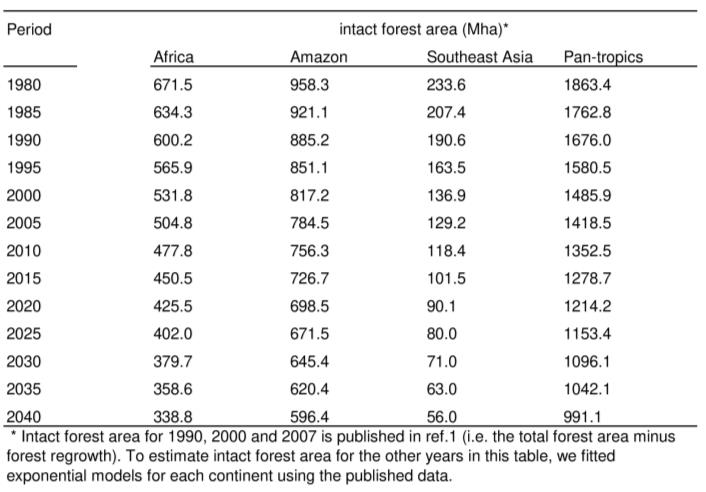 Period intact forest area (Mha)*
Africa Amazon Southeast Asia Pan-tropics
1980 671.5 958.3 233.6 1863.4
1985 634.3 921.1 207.4 1762.8
1990 600.2 885.2 190.6 1676.0
1995 565.9 851.1 163.5 1580.5
2000 531.8 817.2 136.9 1485.9
2005 504.8 784.5 129.2 1418.5
2010 477.8 756.3 118.4 1352.5
2015 450.5 726.7 101.5 1278.7
2020 425.5 698.5 90.1 1214.2
2025 402.0 671.5 80.0 1153.4
2030 379.7 645.4 71.0 1096.1
2035 358.6 620.4 63.0 1042.1
2040 338.8 596.4 56.0 991.1
* Intact forest area for 1990, 2000 and 2007 is published in ref.1 (i.e. the total forest area minus
forest regrowth). To estimate intact forest area for the other years in this table, we fitted
exponential models for each continent using the published data.